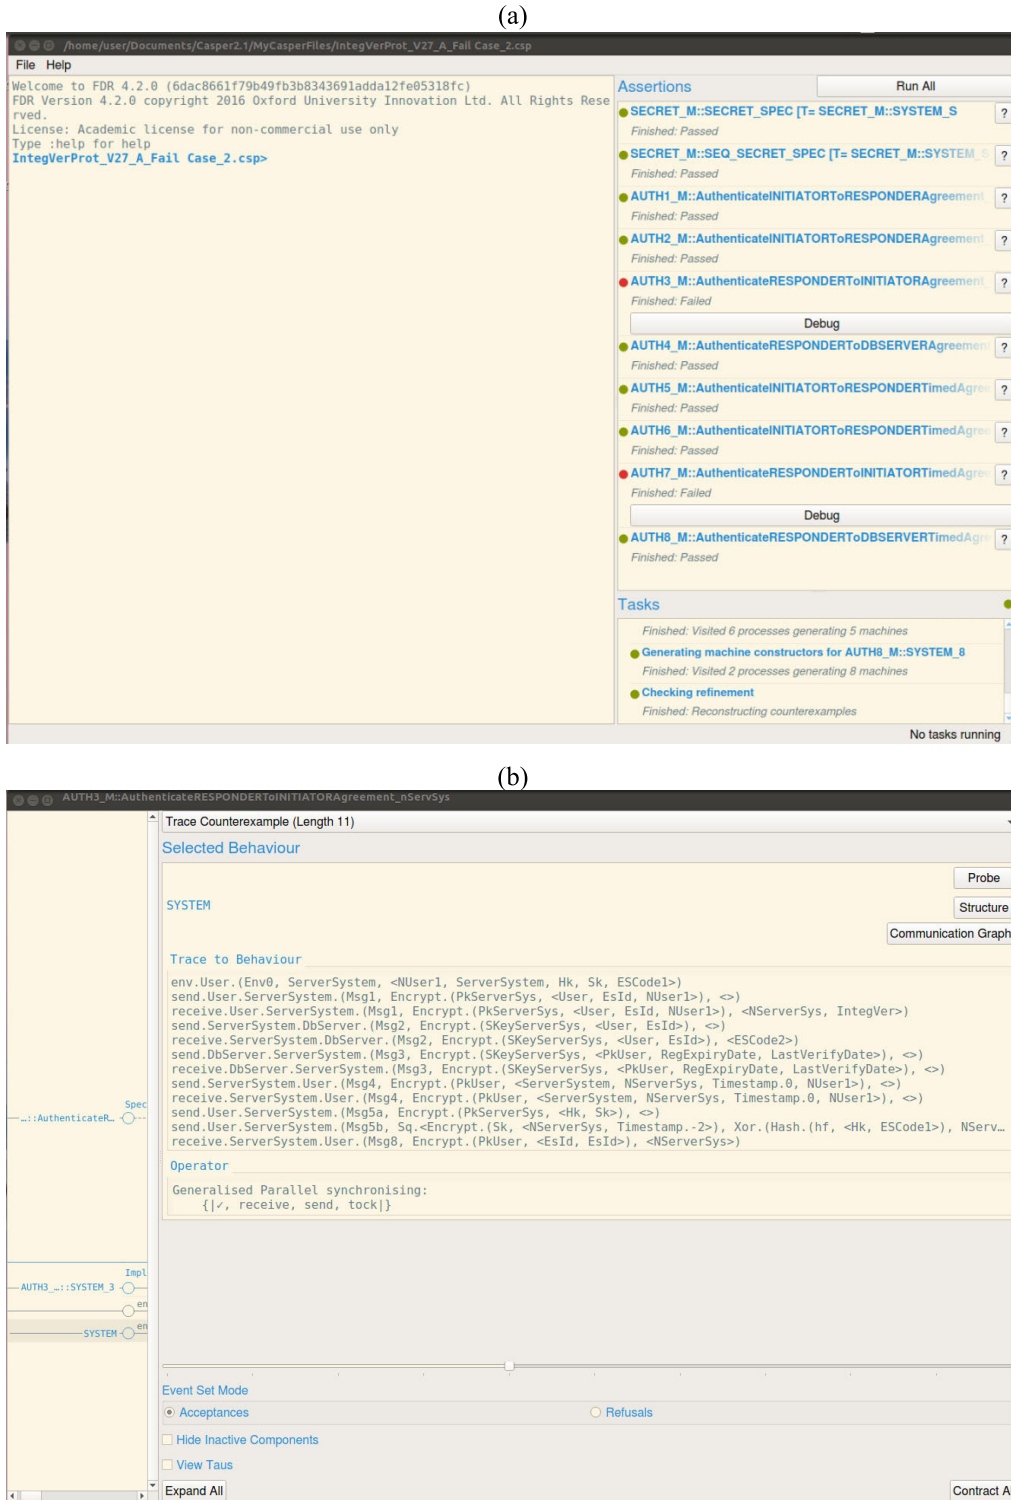 (a)
/home/user/Documents/Casper2.1/MyCasperFiles/IntegVerProt_V27_A_Fail Case_2.csp
File Help
Welcome to FDR 4.2.0 (6dac8661f79b49fb3b8343691adda12fe05318fc)
FDR Version 4.2.0 copyright 2016 Oxford University Innovation Ltd. All Rights Rese
rved.
License: Academic license for non-commercial use only
Type :help for help
IntegVerProt_V27_A_Fail Case_2.csp>
Assertions
Run All
SECRET_M::SECRET_SPEC [T= SECRET_M::SYSTEM_S
?
Finished: Passed
SECRET_M::SEQ_SECRET_SPEC [T= SECRET_M::SYSTEM_S
?
Finished: Passed
AUTH1_M::AuthenticateINITIATORToRESPONDERAgreement_
?
Finished: Passed
AUTH2_M::AuthenticateINITIATORToRESPONDERAgreement_
?
Finished: Passed
AUTH3_M::AuthenticateRESPONDERToINITIATORAgreement_
?
Finished: Failed
Debug
AUTH4_M::AuthenticateRESPONDERToDBSERVERAgreement
?
Finished: Passed
AUTH5_M::AuthenticateINITIATORToRESPONDERTimedAgree
?
Finished: Passed
AUTH6_M::AuthenticateINITIATORToRESPONDERTimedAgree
?
Finished: Passed
AUTH7_M::AuthenticateRESPONDERToINITIATORTimedAgree
?
Finished: Failed
Debug
AUTH8_M::AuthenticateRESPONDERToDBSERVERTimedAgre
?
Finished: Passed
Tasks
Finished: Visited 6 processes generating 5 machines
Generating machine constructors for AUTH8_M::SYSTEM_8
Finished: Visited 2 processes generating 8 machines
Checking refinement
Finished: Reconstructing counterexamples
No tasks running
(b)
AUTH3_M::AuthenticateRESPONDERToINITIATORAgreement_nServSys
Trace Counterexample (Length 11)
Selected Behaviour
Probe
SYSTEM
Structure
Communication Graph
Trace to Behaviour
env.User.(Env0, ServerSystem, <NUser1, ServerSystem, Hk, Sk, ESCode1>)
send.User.ServerSystem.(Msg1, Encrypt.(PkServerSys, <User, EsId, NUser1>), <>)
receive.User.ServerSystem.(Msg1, Encrypt.(PkServerSys, <User, EsId, NUser1>), <NServerSys, IntegVer>)
send.ServerSystem.DbServer.(Msg2, Encrypt.(SKeyServerSys, <User, EsId>), <>)
receive.ServerSystem.DbServer.(Msg2, Encrypt.(SKeyServerSys, <User, EsId>), <ESCode2>)
send.DbServer.ServerSystem.(Msg3, Encrypt.(SKeyServerSys, <PkUser, RegExpiryDate, LastVerifyDate>), <>)
receive.DbServer.ServerSystem.(Msg3, Encrypt.(SKeyServerSys, <PkUser, RegExpiryDate, LastVerifyDate>), <>)
send.ServerSystem.User.(Msg4, Encrypt.(PkUser, <ServerSystem, NServerSys, Timestamp.0, NUser1>), <>)
receive.ServerSystem.User.(Msg4, Encrypt.(PkUser, <ServerSystem, NServerSys, Timestamp.0, NUser1>), <>)
send.User.ServerSystem.(Msg5a, Encrypt.(PkServerSys, <Hk, Sk>), <>)
send.User.ServerSystem.(Msg5b, Sq.<Encrypt.(Sk, <NServerSys, Timestamp.-2>), Xor.(Hash.(hf, <Hk, ESCode1>), NServ…
receive.ServerSystem.User.(Msg8, Encrypt.(PkUser, <EsId, EsId>), <NServerSys>)
Operator
Generalised Parallel synchronising:
{|✓, receive, send, tock|}
Spec
…::AuthenticateR…
Impl
AUTH3_…::SYSTEM_3
en
SYSTEM
en
Event Set Mode
Acceptances
Refusals
Hide Inactive Components
View Taus
Expand All
Contract A